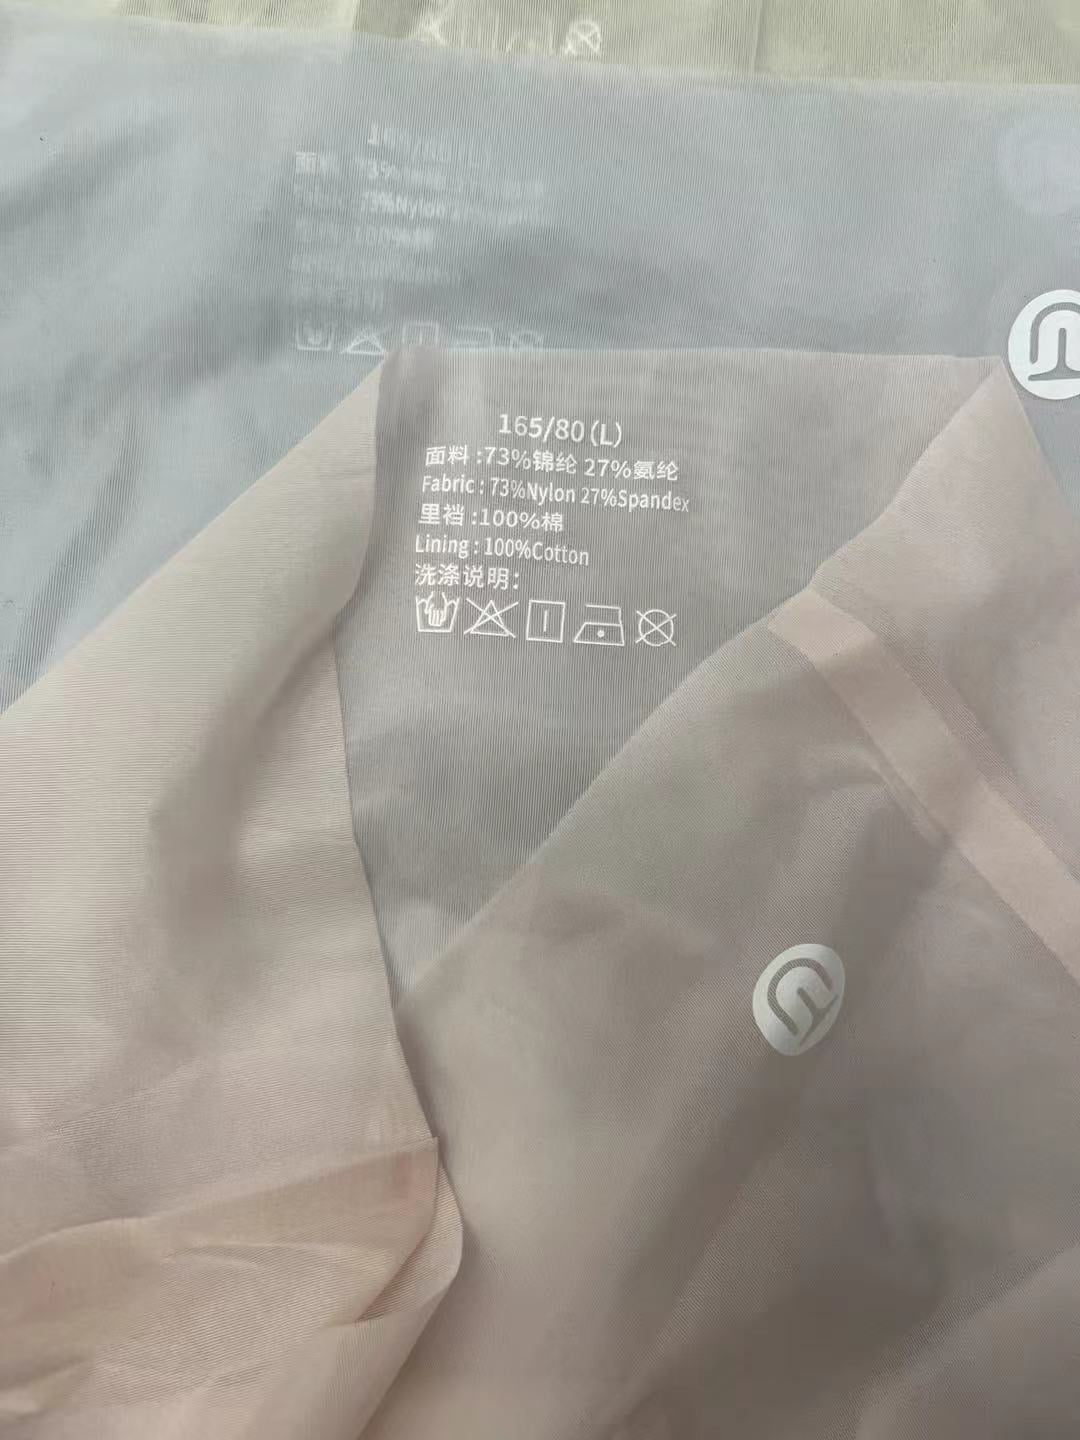 165/80(L)
面料:73%锦纶 27%氨纶
Fabric: 73%Nylon 27%Spandex
里裆:100%棉
Lining: 100%Cotton
洗涤说明: